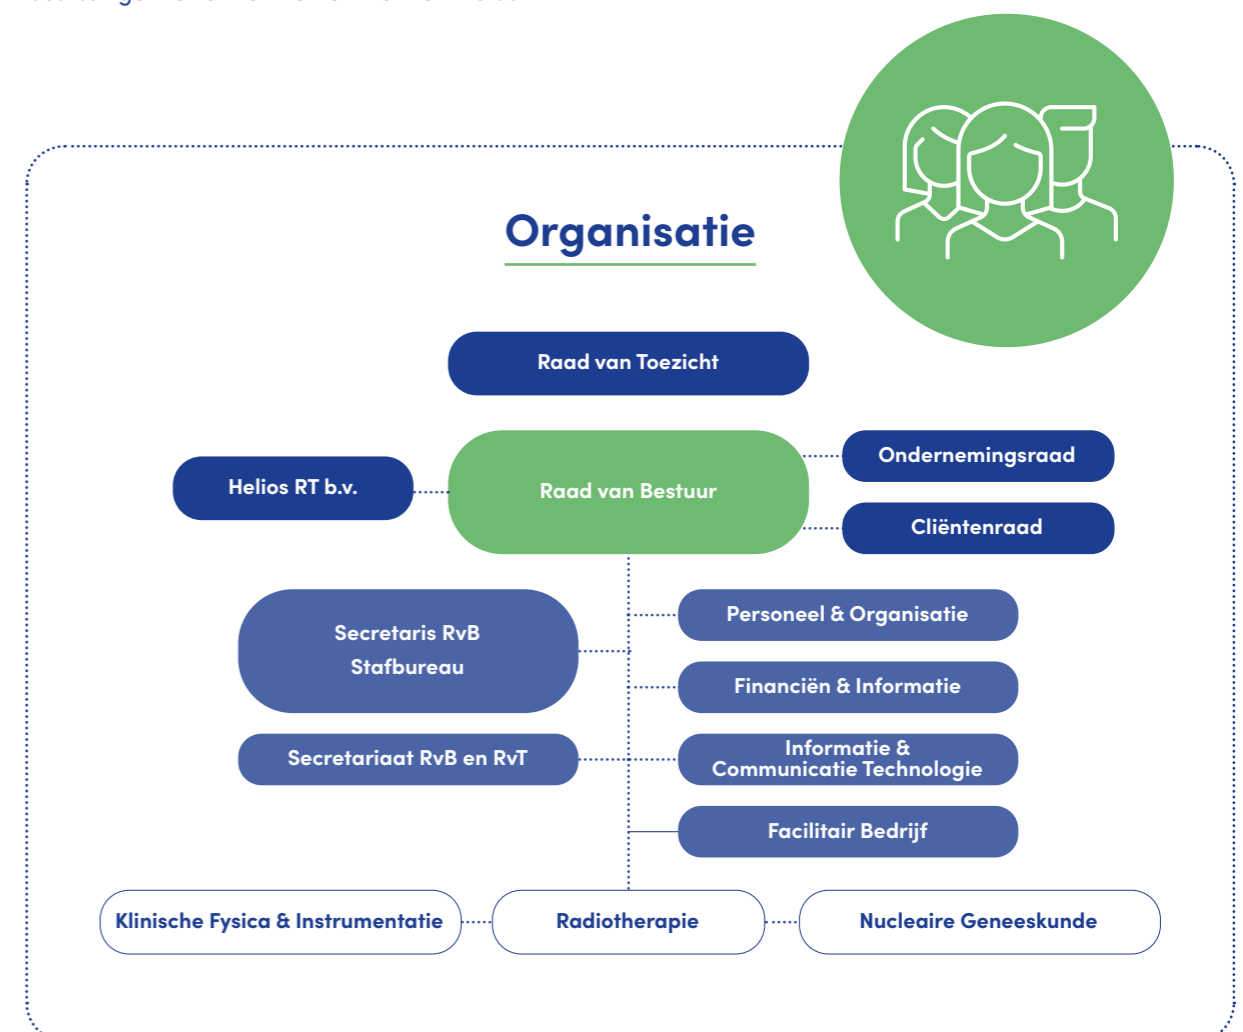 Organisatie
Raad van Toezicht
Helios RT b.v.
Raad van Bestuur
Ondernemingsraad
Cliëntenraad
Secretaris RvB
Stafbureau
Personeel & Organisatie
Financiën & Informatie
Secretariaat RvB en RvT
Informatie &
Communicatie Technologie
Facilitair Bedrijf
Klinische Fysica & Instrumentatie
Radiotherapie
Nucleaire Geneeskunde